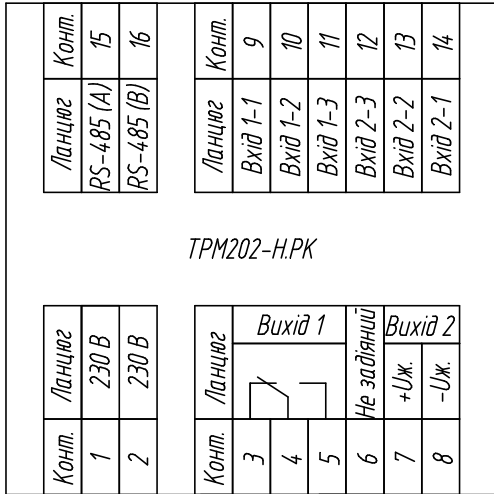 Конт. 15 16
Ланцюг RS-485 (A) RS-485 (B)
Конт. 9 10 11 12 13 14
Ланцюг Вхід 1-1 Вхід 1-2 Вхід 1-3 Вхід 2-3 Вхід 2-2 Вхід 2-1
ТРМ202-Н.РК
Ланцюг 230 В 230 В
Конт. 1 2
Ланцюг Вихід 1 Не задіяний Вихід 2
+Uж. -Uж.
Конт. 3 4 5 6 7 8